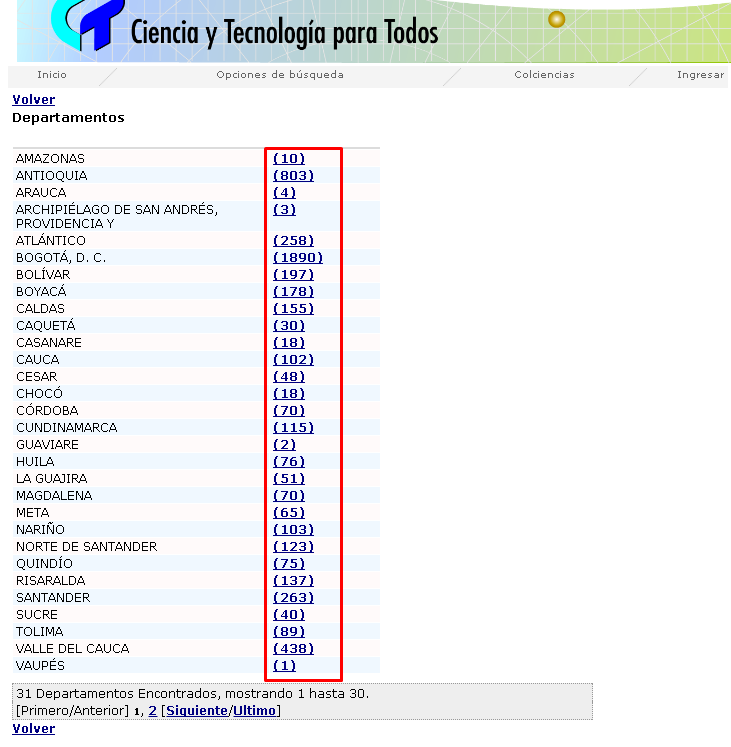 Ciencia y Tecnología para Todos
Inicio Opciones de búsqueda Colciencias Ingresar
Volver
Departamentos
AMAZONAS (10)
ANTIOQUIA (803)
ARAUCA (4)
ARCHIPIÉLAGO DE SAN ANDRÉS, (3)
PROVIDENCIA Y
ATLÁNTICO (258)
BOGOTÁ, D. C. (1890)
BOLÍVAR (197)
BOYACÁ (178)
CALDAS (155)
CAQUETÁ (30)
CASANARE (18)
CAUCA (102)
CESAR (48)
CHOCÓ (18)
CÓRDOBA (70)
CUNDINAMARCA (115)
GUAVIARE (2)
HUILA (76)
LA GUAJIRA (51)
MAGDALENA (70)
META (65)
NARIÑO (103)
NORTE DE SANTANDER (123)
QUINDÍO (75)
RISARALDA (137)
SANTANDER (263)
SUCRE (40)
TOLIMA (89)
VALLE DEL CAUCA (438)
VAUPÉS (1)
31 Departamentos Encontrados, mostrando 1 hasta 30.
[Primero/Anterior] 1, 2 [Siguiente/Ultimo]
Volver